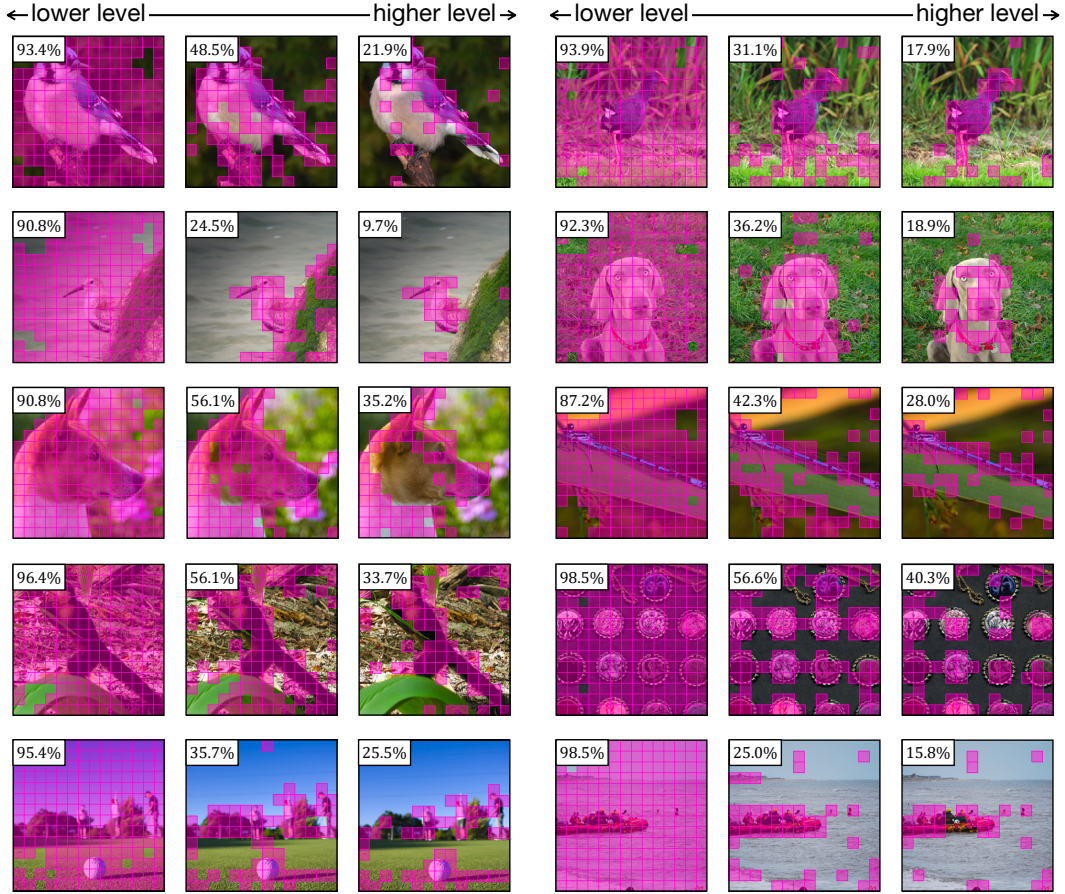 lower level higher level lower level higher level
93.4% 48.5% 21.9% 93.9% 31.1% 17.9%
90.8% 24.5% 9.7% 92.3% 36.2% 18.9%
90.8% 56.1% 35.2% 87.2% 42.3% 28.0%
96.4% 56.1% 33.7% 98.5% 56.6% 40.3%
95.4% 35.7% 25.5% 98.5% 25.0% 15.8%